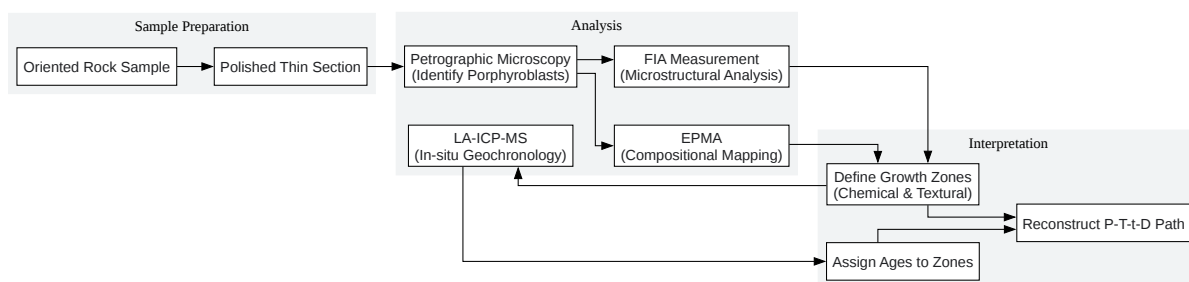 Sample Preparation
Oriented Rock Sample
Polished Thin Section
Analysis
Petrographic Microscopy
(Identify Porphyroblasts)
FIA Measurement
(Microstructural Analysis)
LA-ICP-MS
(In-situ Geochronology)
EPMA
(Compositional Mapping)
Interpretation
Define Growth Zones
(Chemical & Textural)
Reconstruct P-T-t-D Path
Assign Ages to Zones